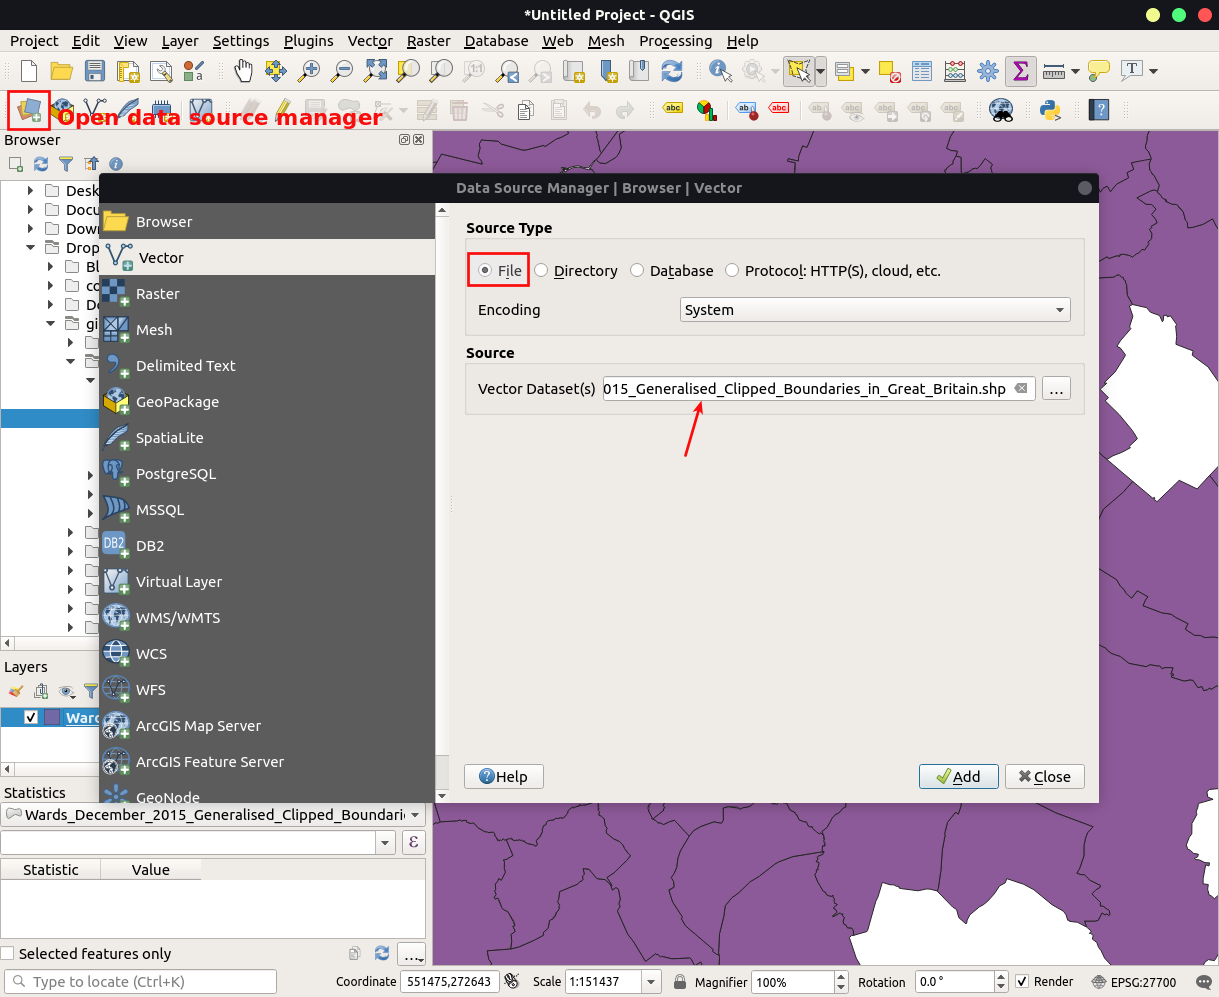 *Untitled Project - QGIS
Project Edit View Layer Settings Plugins Vector Raster Database Web Mesh Processing Help
Open data source manager
Browser
Data Source Manager | Browser | Vector
Desk
Docu
Down
Drop
Bl
co
gi
Browser
Vector
Raster
Mesh
Delimited Text
GeoPackage
SpatiaLite
PostgreSQL
MSSQL
DB2
Virtual Layer
WMS/WMTS
WCS
WFS
ArcGIS Map Server
ArcGIS Feature Server
GeoNode
Source Type
File Directory Database Protocol: HTTP(S), cloud, etc.
Encoding System
Source
Vector Dataset(s) 015_Generalised_Clipped_Boundaries_in_Great_Britain.shp ...
Help Add Close
Layers
Ward
Statistics
Wards_December_2015_Generalised_Clipped_Boundari
ε
Statistic Value
Selected features only ...
Type to locate (Ctrl+K) Coordinate 551475,272643 Scale 1:151437 Magnifier 100% Rotation 0.0° Render EPSG:27700